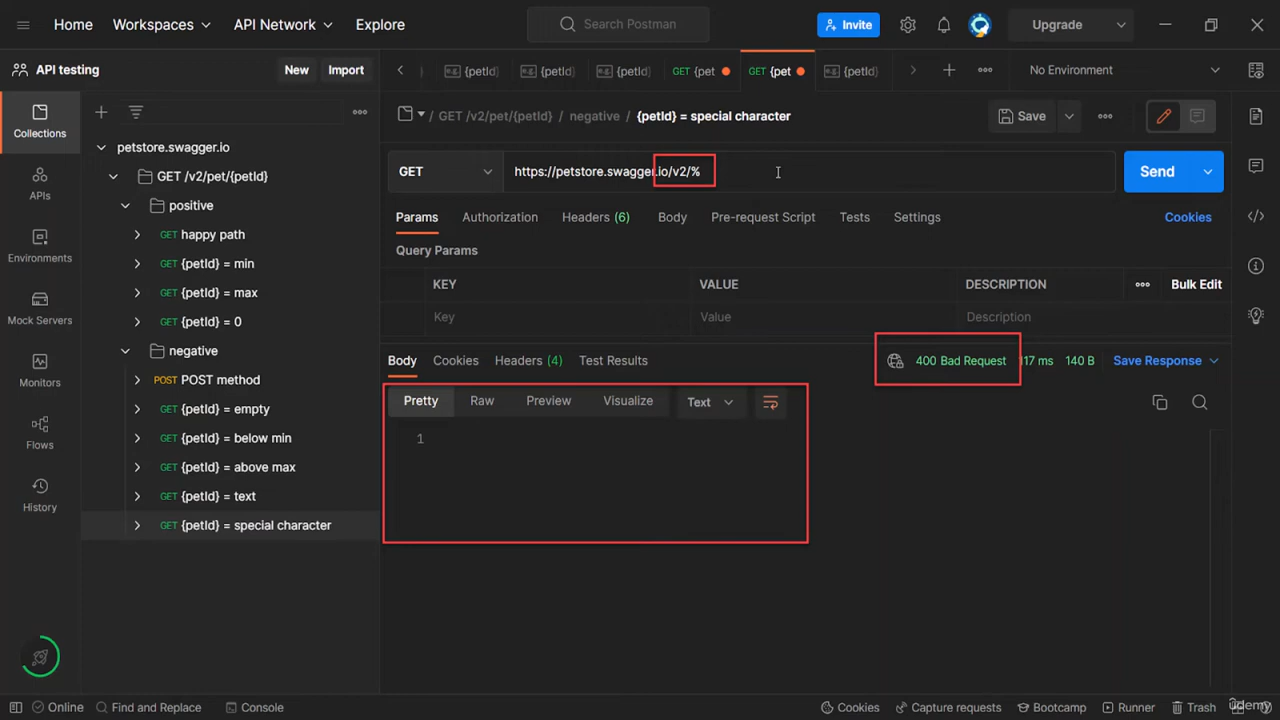 Home Workspaces API Network Explore Search Postman Invite Upgrade
API testing New Import {petId} {petId} {petId} GET {pet GET {pet {petId} No Environment
Collections
APIs
Environments
Mock Servers
Monitors
Flows
History
petstore.swagger.io
GET /v2/pet/{petId}
positive
GET happy path
GET {petId} = min
GET {petId} = max
GET {petId} = 0
negative
POST POST method
GET {petId} = empty
GET {petId} = below min
GET {petId} = above max
GET {petId} = text
GET {petId} = special character
/ GET /v2/pet/{petId} / negative / {petId} = special character Save
GET https://petstore.swagger.io/v2/% Send
Params Authorization Headers (6) Body Pre-request Script Tests Settings Cookies
Query Params
KEY VALUE DESCRIPTION Bulk Edit
Key Value Description
Body Cookies Headers (4) Test Results 400 Bad Request 117 ms 140 B Save Response
Pretty Raw Preview Visualize Text
1
Online Find and Replace Console Cookies Capture requests Bootcamp Runner Trash
udemy